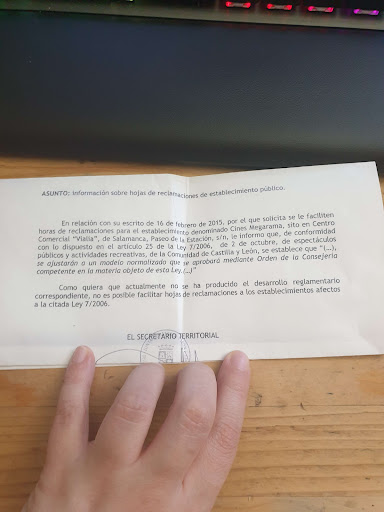 ASUNTO: Información sobre hojas de reclamaciones de establecimiento público.
En relación con su escrito de 16 de febrero de 2015, por el que solicita se le faciliten
horas de reclamaciones para el establecimiento denominado Cines Megarama, sito en Centro
Comercial "Vialia", de Salamanca, Paseo de la Estación, s/n, le informo que, de conformidad
con lo dispuesto en el artículo 25 de la Ley 7/2006, de 2 de octubre, de espectáculos
públicos y actividades recreativas, de la Comunidad de Castilla y León, se establece que "(…),
se ajustarán a un modelo normalizado que se aprobará mediante Orden de la Consejería
competente en la materia objeto de esta Ley.(…)"
Como quiera que actualmente no se ha producido el desarrollo reglamentario
correspondiente, no es posible facilitar hojas de reclamaciones a los establecimientos afectos
a la citada Ley 7/2006.
EL SECRETARIO TERRITORIAL